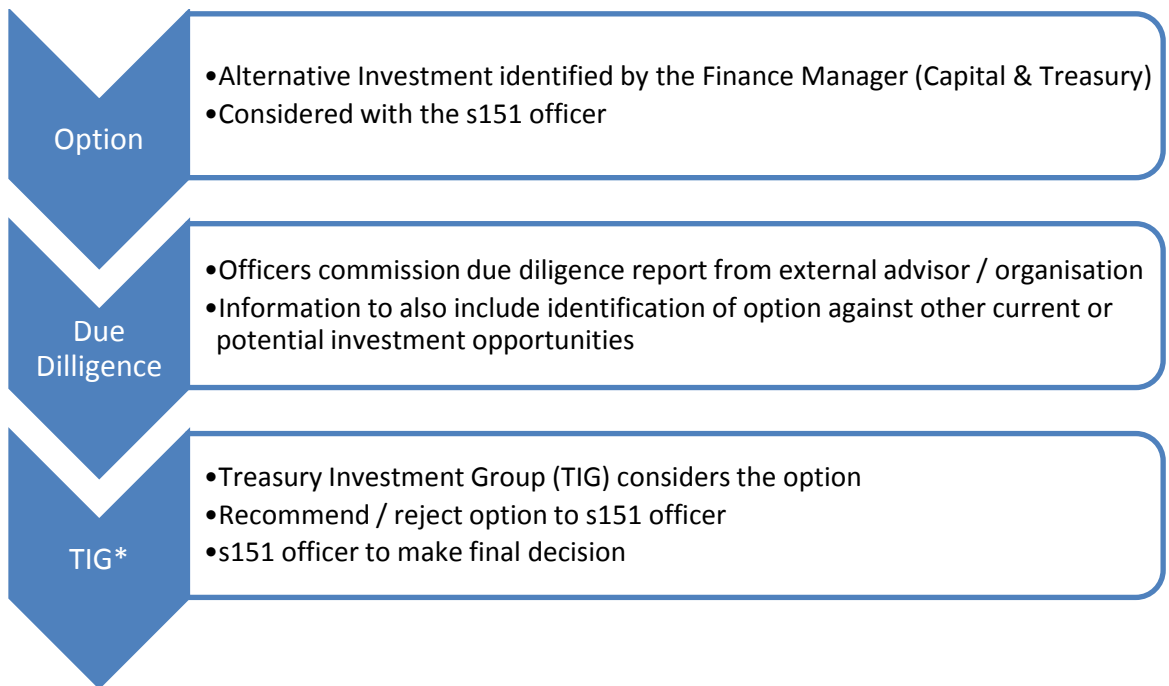 Option
•Alternative Investment identified by the Finance Manager (Capital & Treasury)
•Considered with the s151 officer
Due
Dilligence
•Officers commission due diligence report from external advisor / organisation
•Information to also include identification of option against other current or
potential investment opportunities
TIG*
•Treasury Investment Group (TIG) considers the option
•Recommend / reject option to s151 officer
•s151 officer to make final decision